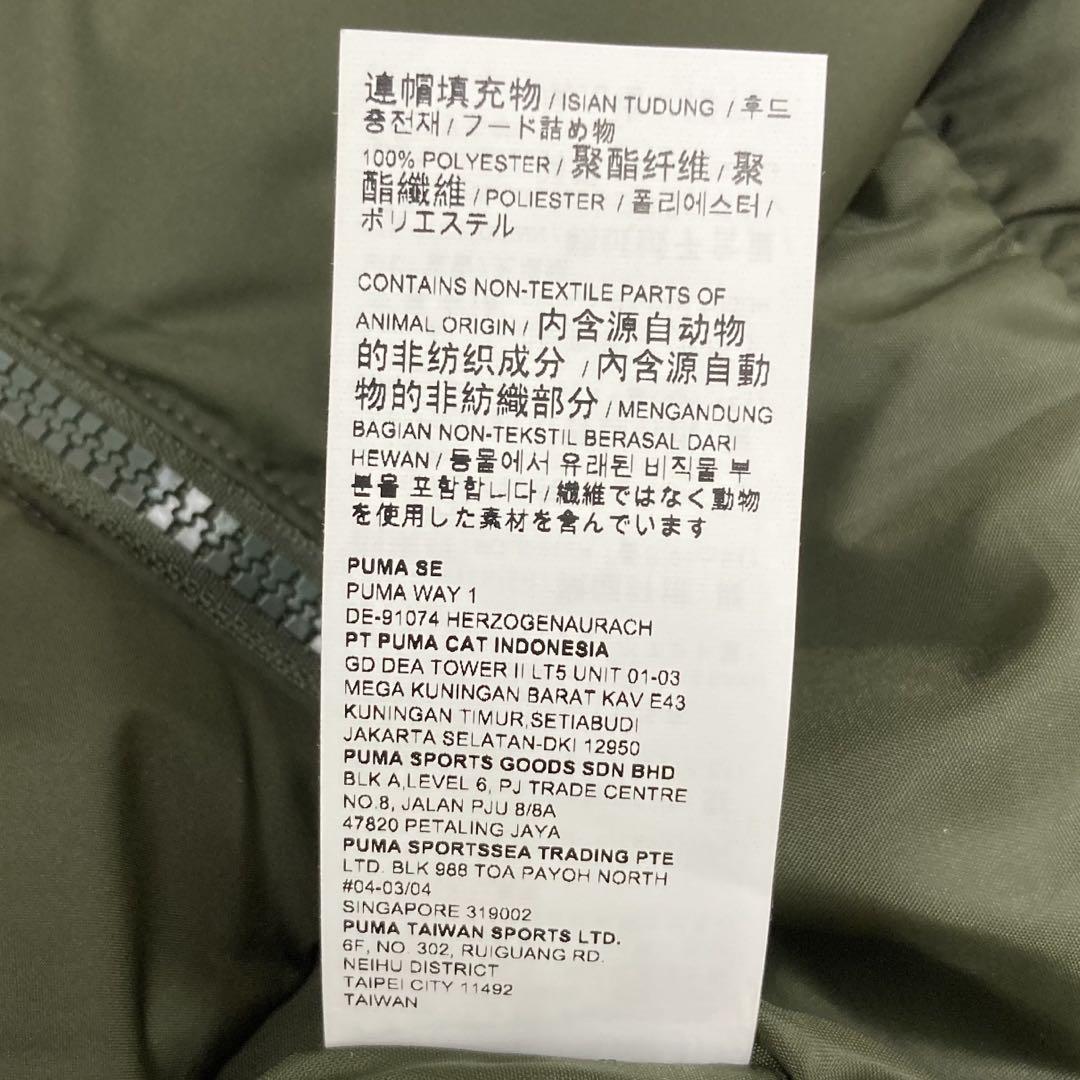 連帽填充物 / ISIAN TUDUNG / 후드
충전재 / フード詰め物
100% POLYESTER / 聚酯纤维 / 聚
酯纖維 / POLIESTER / 폴리에스터 /
ポリエステル
CONTAINS NON-TEXTILE PARTS OF
ANIMAL ORIGIN / 内含源自动物
的非纺织成分 / 內含源自動
物的非紡織部分 / MENGANDUNG
BAGIAN NON-TEKSTIL BERASAL DARI
HEWAN / 동물에서 유래된 비직물 부
분을 포함합니다 / 繊維ではなく動物
を使用した素材を含んでいます
PUMA SE
PUMA WAY 1
DE-91074 HERZOGENAURACH
PT PUMA CAT INDONESIA
GD DEA TOWER II LT5 UNIT 01-03
MEGA KUNINGAN BARAT KAV E43
KUNINGAN TIMUR,SETIABUDI
JAKARTA SELATAN-DKI 12950
PUMA SPORTS GOODS SDN BHD
BLK A,LEVEL 6, PJ TRADE CENTRE
NO.8, JALAN PJU 8/8A
47820 PETALING JAYA
PUMA SPORTSSEA TRADING PTE
LTD. BLK 988 TOA PAYOH NORTH
#04-03/04
SINGAPORE 319002
PUMA TAIWAN SPORTS LTD.
6F, NO. 302, RUIGUANG RD.
NEIHU DISTRICT
TAIPEI CITY 11492
TAIWAN